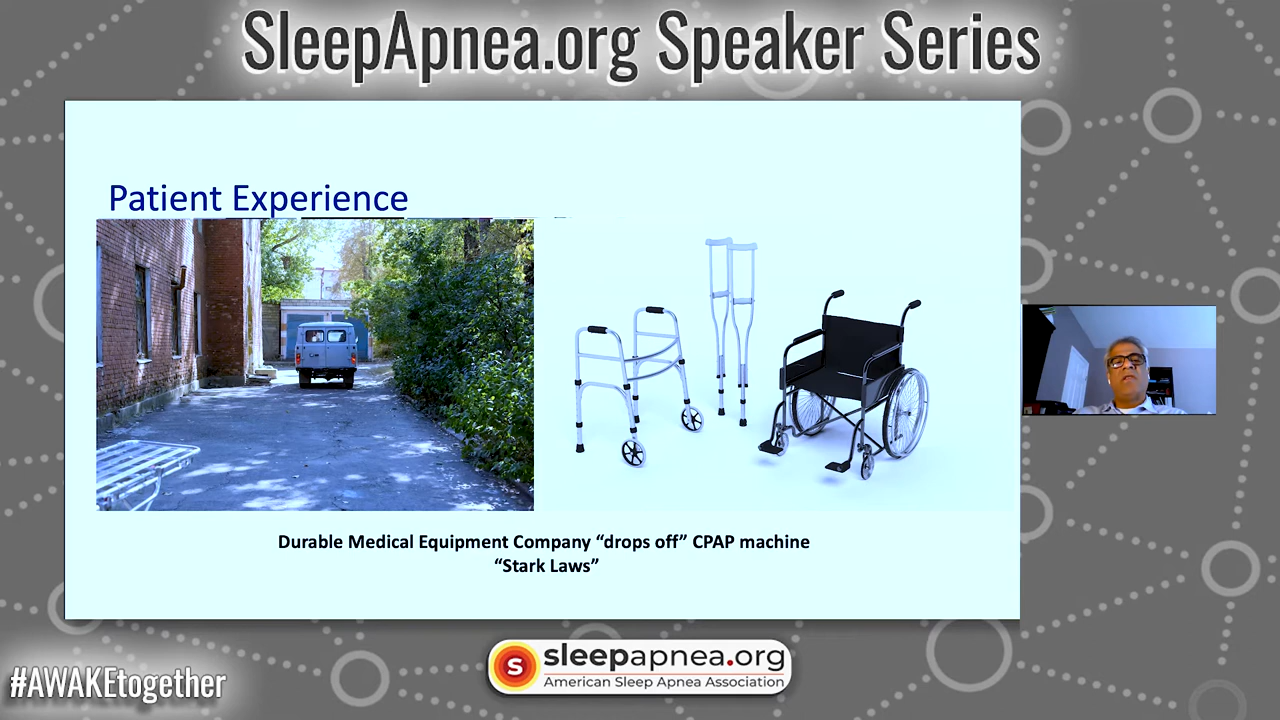 SleepApnea.org Speaker Series
Patient Experience
Durable Medical Equipment Company “drops off” CPAP machine
“Stark Laws”
#AWAKEtogether
s sleepapnea.org
American Sleep Apnea Association